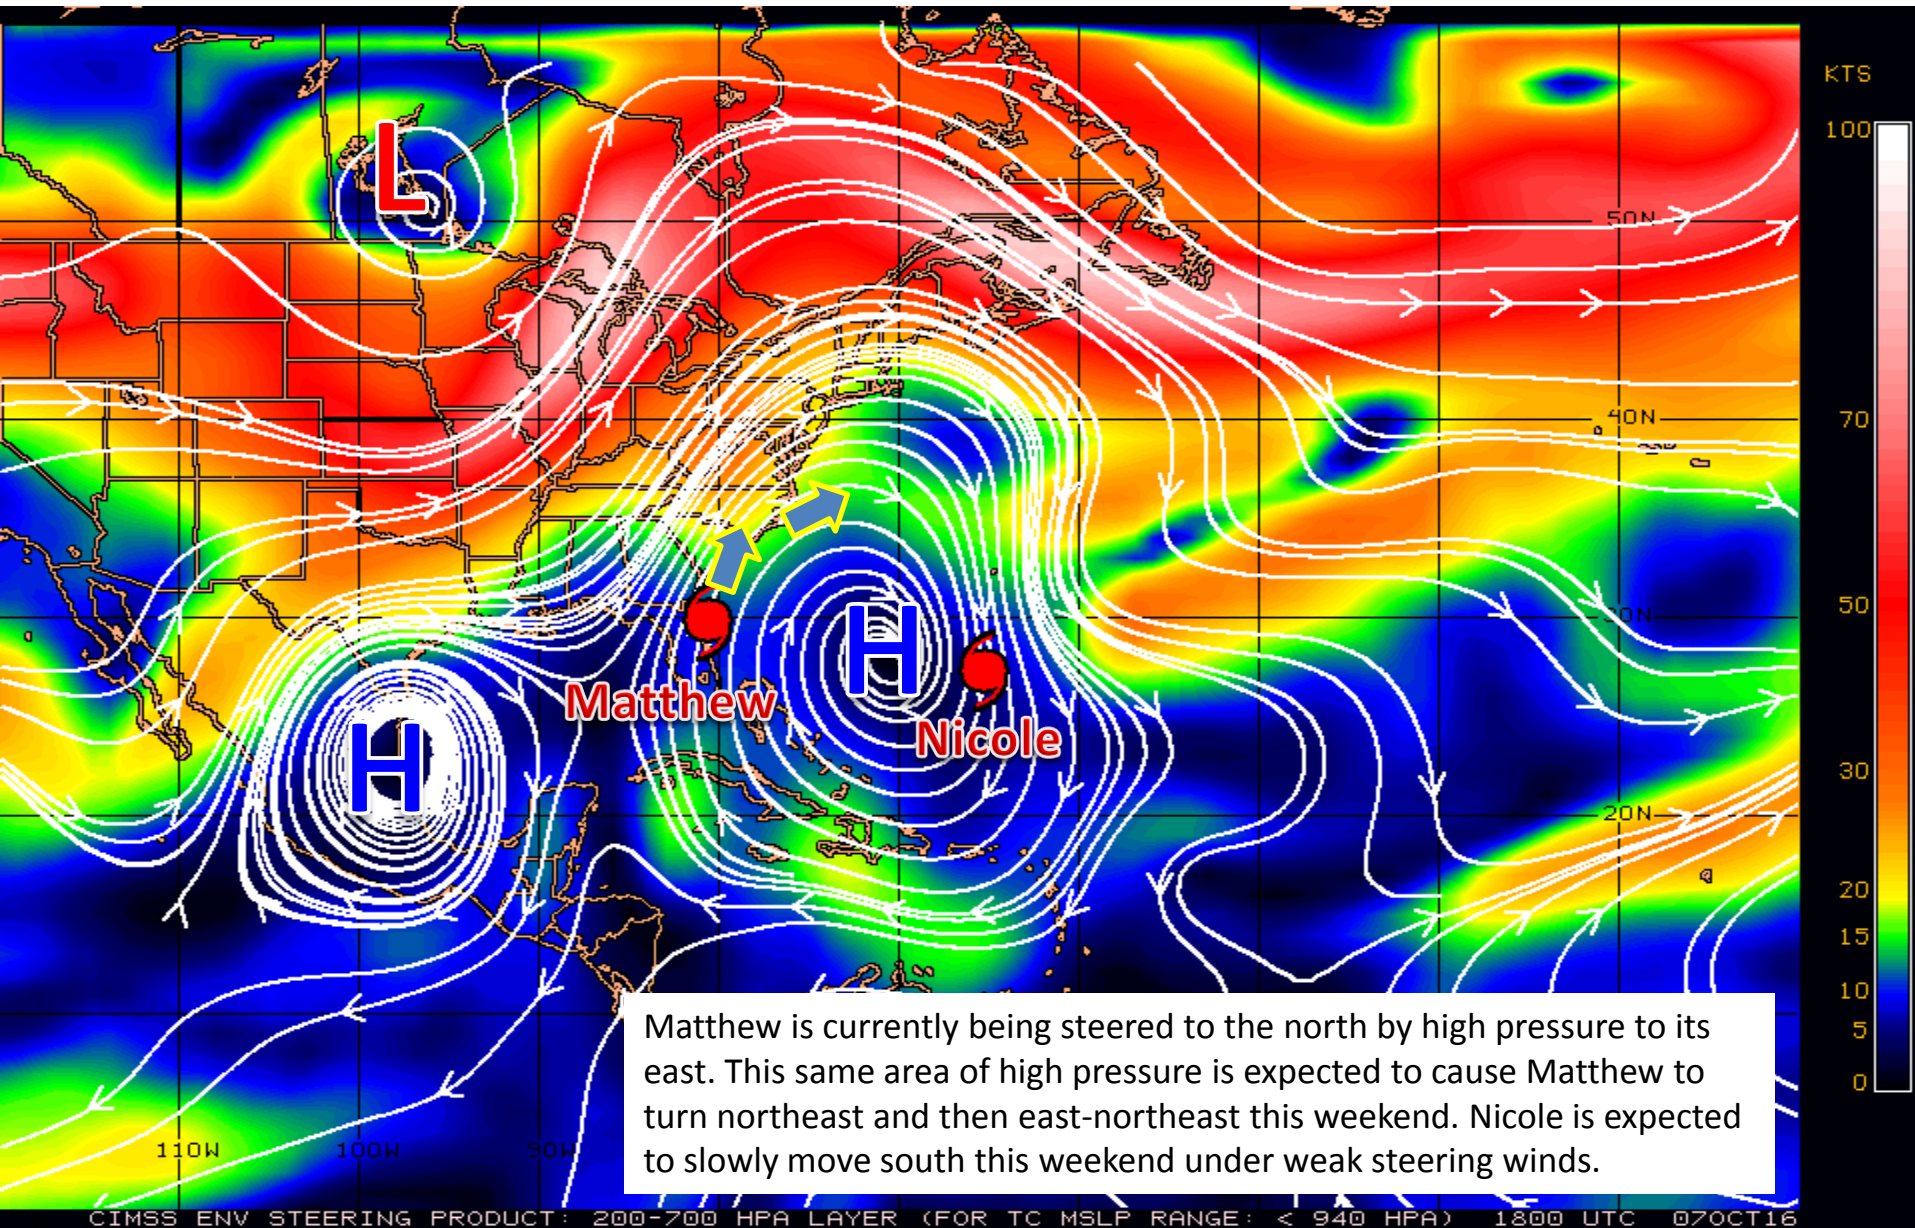 KTS
100
L
50N
40N
70
50
30N
H
Matthew
Nicole
H
30
20N
20
15
10
5
0
Matthew is currently being steered to the north by high pressure to its
east. This same area of high pressure is expected to cause Matthew to
turn northeast and then east-northeast this weekend. Nicole is expected
to slowly move south this weekend under weak steering winds.
110W 100W 90W
CIMSS ENV STEERING PRODUCT: 200-700 HPA LAYER (FOR TC MSLP RANGE: < 940 HPA) 1800 UTC 07OCT16